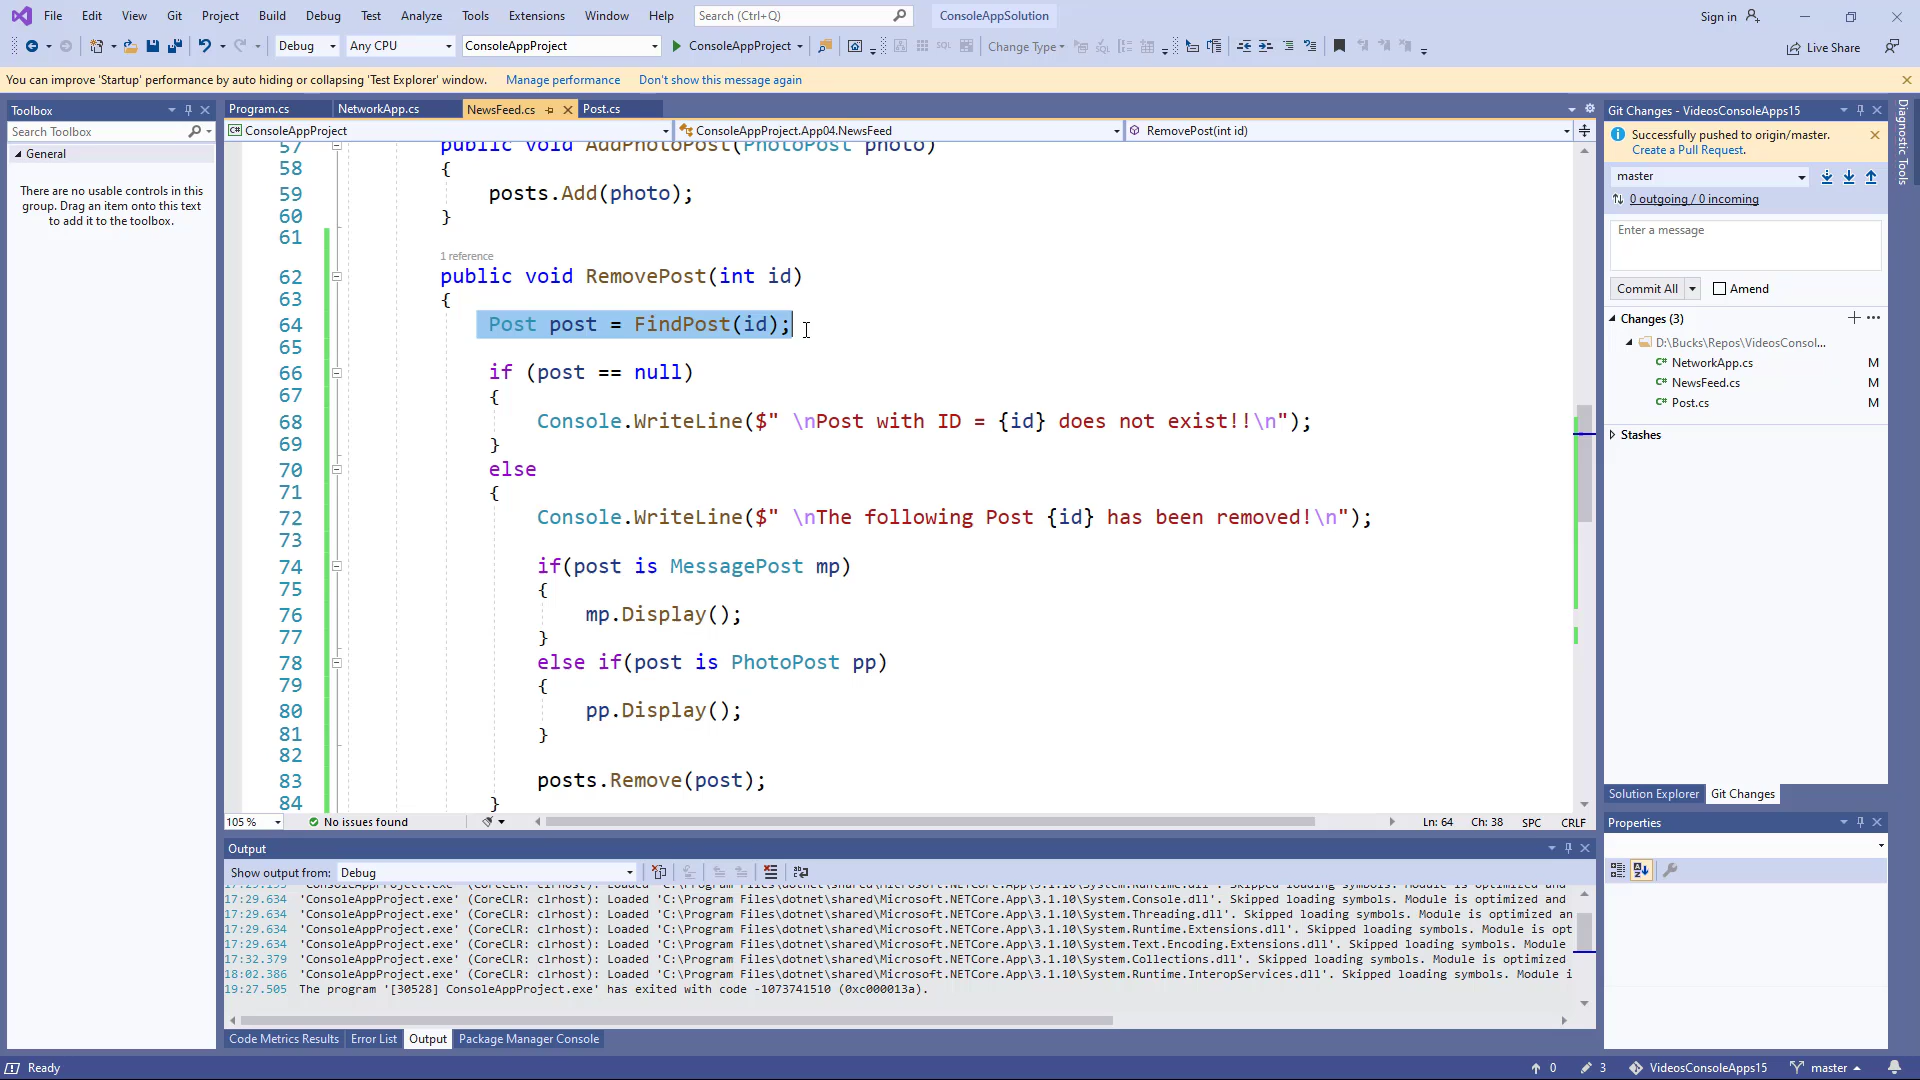 File Edit View Git Project Build Debug Test Analyze Tools Extensions Window Help Search (Ctrl+Q) ConsoleAppSolution Sign in
Debug Any CPU ConsoleAppProject ConsoleAppProject Change Type Live Share
You can improve 'Startup' performance by auto hiding or collapsing 'Test Explorer' window. Manage performance Don't show this message again
Toolbox
Search Toolbox
General
There are no usable controls in this
group. Drag an item onto this text
to add it to the toolbox.
Program.cs NetworkApp.cs NewsFeed.cs Post.cs
ConsoleAppProject ConsoleAppProject.App04.NewsFeed RemovePost(int id)
57 public void AddPhotoPost(PhotoPost photo)
58 {
59 posts.Add(photo);
60 }
61
1 reference
62 public void RemovePost(int id)
63 {
64 Post post = FindPost(id);
65
66 if (post == null)
67 {
68 Console.WriteLine($" \nPost with ID = {id} does not exist!!\n");
69 }
70 else
71 {
72 Console.WriteLine($" \nThe following Post {id} has been removed!\n");
73
74 if(post is MessagePost mp)
75 {
76 mp.Display();
77 }
78 else if(post is PhotoPost pp)
79 {
80 pp.Display();
81 }
82
83 posts.Remove(post);
84 }
105 % No issues found Ln: 64 Ch: 38 SPC CRLF
Output
Show output from: Debug
17:29.634 'ConsoleAppProject.exe' (CoreCLR: clrhost): Loaded 'C:\Program Files\dotnet\shared\Microsoft.NETCore.App\3.1.10\System.Console.dll'. Skipped loading symbols. Module is optimized and
17:29.634 'ConsoleAppProject.exe' (CoreCLR: clrhost): Loaded 'C:\Program Files\dotnet\shared\Microsoft.NETCore.App\3.1.10\System.Threading.dll'. Skipped loading symbols. Module is optimized an
17:29.634 'ConsoleAppProject.exe' (CoreCLR: clrhost): Loaded 'C:\Program Files\dotnet\shared\Microsoft.NETCore.App\3.1.10\System.Runtime.Extensions.dll'. Skipped loading symbols. Module is opt
17:29.634 'ConsoleAppProject.exe' (CoreCLR: clrhost): Loaded 'C:\Program Files\dotnet\shared\Microsoft.NETCore.App\3.1.10\System.Text.Encoding.Extensions.dll'. Skipped loading symbols. Module
17:32.379 'ConsoleAppProject.exe' (CoreCLR: clrhost): Loaded 'C:\Program Files\dotnet\shared\Microsoft.NETCore.App\3.1.10\System.Collections.dll'. Skipped loading symbols. Module is optimized
18:02.386 'ConsoleAppProject.exe' (CoreCLR: clrhost): Loaded 'C:\Program Files\dotnet\shared\Microsoft.NETCore.App\3.1.10\System.Runtime.InteropServices.dll'. Skipped loading symbols. Module i
19:27.505 The program '[30528] ConsoleAppProject.exe' has exited with code -1073741510 (0xc000013a).
Code Metrics Results Error List Output Package Manager Console
Git Changes - VideosConsoleApps15
Successfully pushed to origin/master.
Create a Pull Request.
master
0 outgoing / 0 incoming
Enter a message
Commit All Amend
Changes (3)
D:\Bucks\Repos\VideosConsol...
NetworkApp.cs M
NewsFeed.cs M
Post.cs M
Stashes
Solution Explorer Git Changes
Properties
Diagnostic Tools
Ready 0 3 VideosConsoleApps15 master